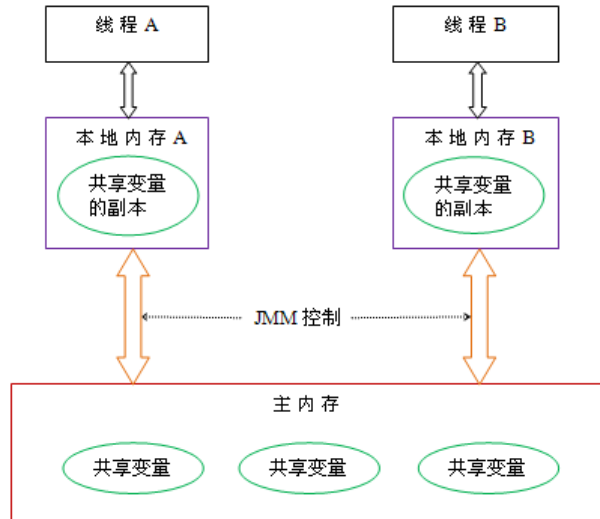 线程 A
线程 B
本地内存 A
本地内存 B
共享变量
的副本
共享变量
的副本
JMM 控制
主内存
共享变量
共享变量
共享变量